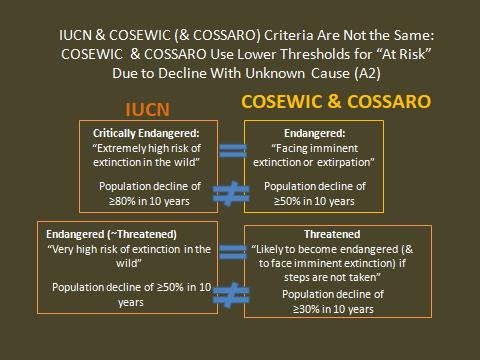 IUCN & COSEWIC (& COSSARO) Criteria Are Not the Same:
COSEWIC & COSSARO Use Lower Thresholds for “At Risk”
Due to Decline With Unknown Cause (A2)
IUCN
COSEWIC & COSSARO
Critically Endangered:
“Extremely high risk of
extinction in the wild”
Population decline of
≥80% in 10 years
=
≠
Endangered:
“Facing imminent
extinction or extirpation”
Population decline of
≥50% in 10 years
Endangered (~Threatened)
“Very high risk of extinction in the
wild”
Population decline of ≥50% in 10
years
=
≠
Threatened
“Likely to become endangered (&
to face imminent extinction) if
steps are not taken”
Population decline of
≥30% in 10 years